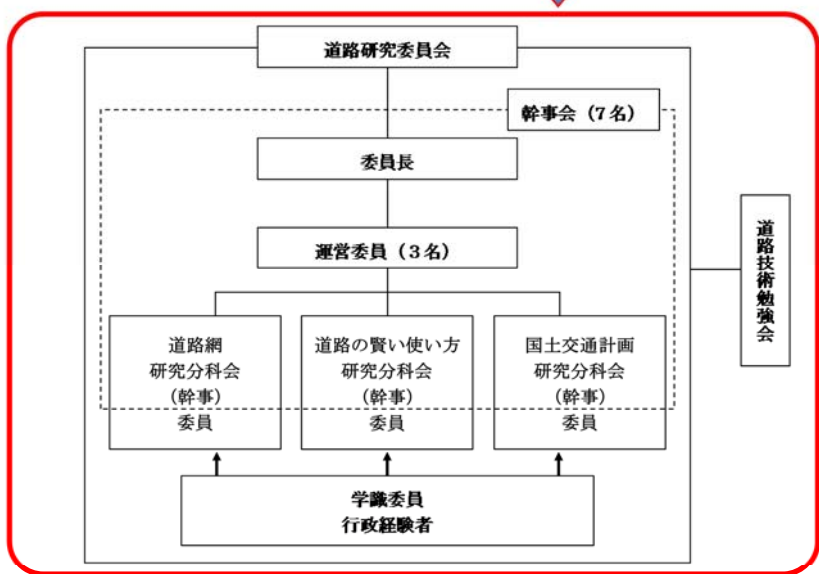 道路研究委員会
幹事会（７名）
委員長
運営委員（３名）
道路網
研究分科会
（幹事）
委員
道路の賢い使い方
研究分科会
（幹事）
委員
国土交通計画
研究分科会
（幹事）
委員
学識委員
行政経験者
道路技術勉強会